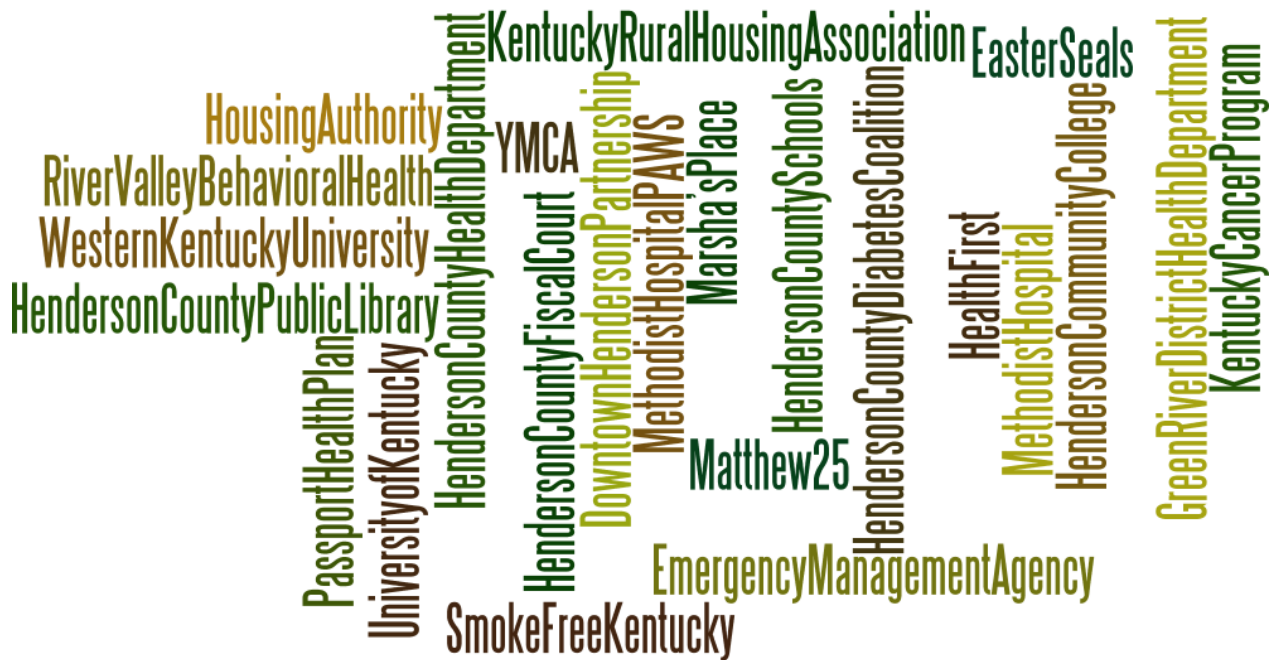 KentuckyRuralHousingAssociation
EasterSeals
HousingAuthority
YMCA
RiverValleyBehavioralHealth
WesternKentuckyUniversity
HendersonCountyPublicLibrary
PassportHealthPlan
UniversityofKentucky
HendersonCountyHealthDepartment
HendersonCountyFiscalCourt
DowntownHendersonPartnership
MethodistHospitalPAWS
Marsha'sPlace
HendersonCountySchools
HendersonCountyDiabetesCoalition
HealthFirst
MethodistHospital
HendersonCommunityCollege
GreenRiverDistrictHealthDepartment
KentuckyCancerProgram
Matthew25
EmergencyManagementAgency
SmokeFreeKentucky